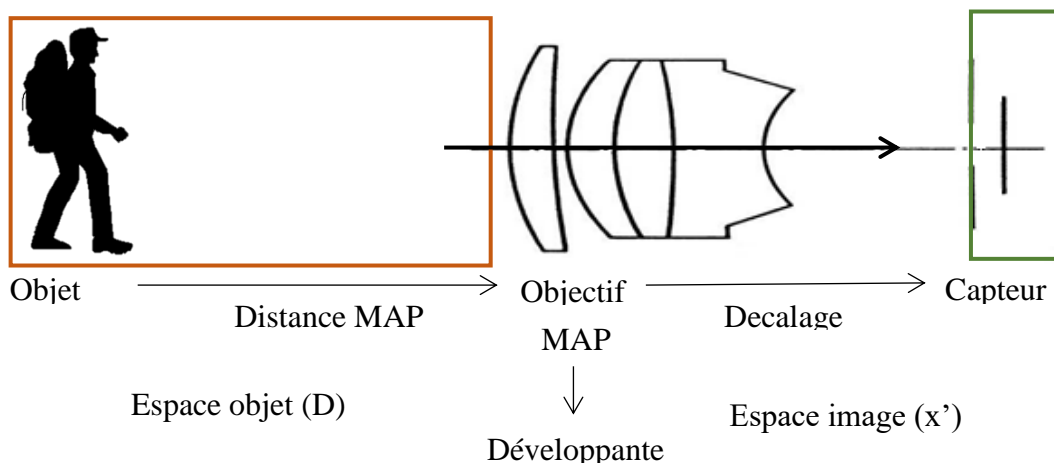 Objet
Objectif
Capteur
Distance MAP
Decalage
MAP
Espace objet (D)
Espace image (x’)
Développante